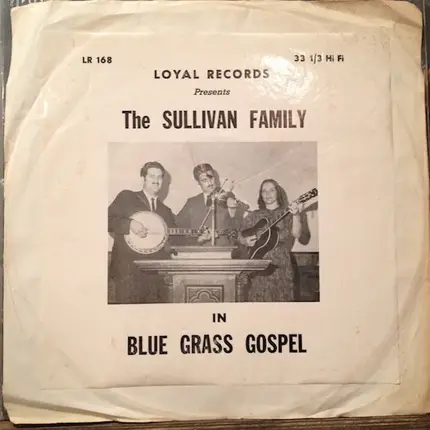 LR 168
33 1/3 Hi Fi
LOYAL RECORDS
Presents
The SULLIVAN FAMILY
IN
BLUE GRASS GOSPEL